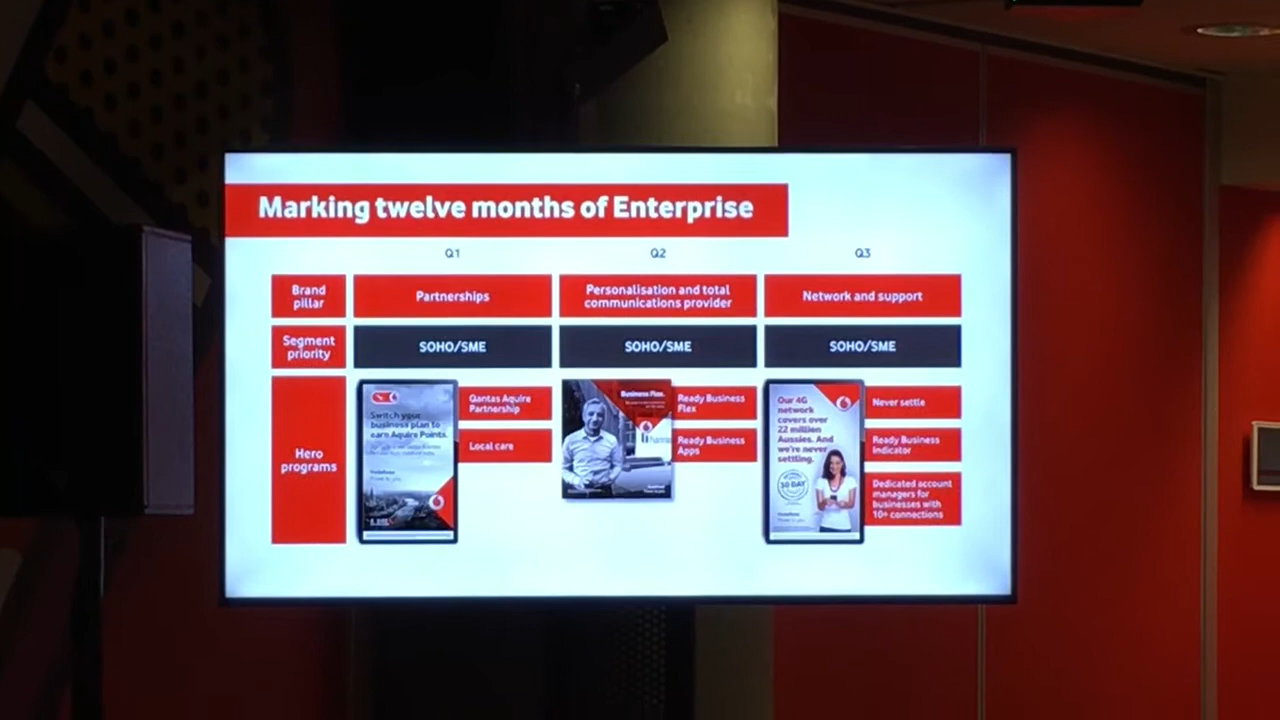 Marking twelve months of Enterprise
Q1
Q2
Q3
Brand
pillar
Partnerships
Personalisation and total
communications provider
Network and support
Segment
priority
SOHO/SME
SOHO/SME
SOHO/SME
Hero
programs
Switch your
business plan to
earn Aquire Points.
Qantas Aquire
Partnership
Local care
Business Flex.
Ready Business
Flex
Ready Business
Apps
Our 4G
network
covers over
22 million
Aussies. And
we're never
settling.
30 DAY
Never settle
Ready Business
Indicator
Dedicated account
managers for
businesses with
10+ connections